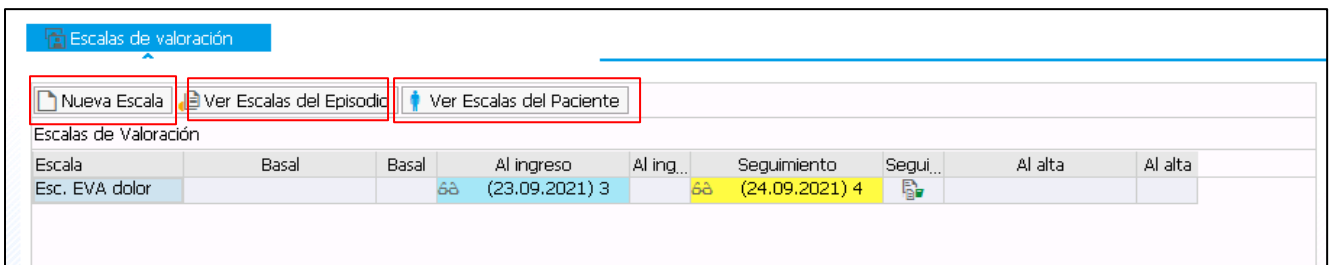 Escalas de valoración
Nueva Escala Ver Escalas del Episodio Ver Escalas del Paciente
Escalas de Valoración
Escala Basal Basal Al ingreso Al ing... Seguimiento Segui... Al alta Al alta
Esc. EVA dolor (23.09.2021) 3 (24.09.2021) 4